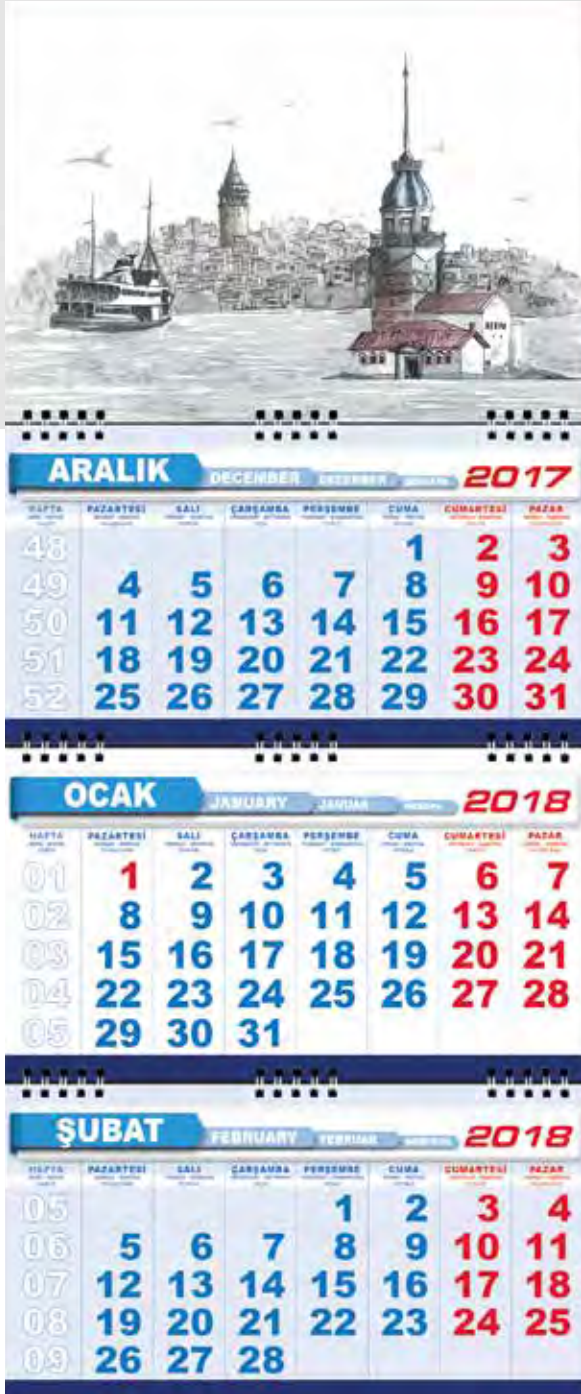 ARALIK DECEMBER DEZEMBER 2017
HAFTA PAZARTESİ SALI ÇARŞAMBA PERŞEMBE CUMA CUMARTESİ PAZAR
48 1 2 3
49 4 5 6 7 8 9 10
50 11 12 13 14 15 16 17
51 18 19 20 21 22 23 24
52 25 26 27 28 29 30 31
OCAK JANUARY JANUAR 2018
HAFTA PAZARTESİ SALI ÇARŞAMBA PERŞEMBE CUMA CUMARTESİ PAZAR
01 1 2 3 4 5 6 7
02 8 9 10 11 12 13 14
03 15 16 17 18 19 20 21
04 22 23 24 25 26 27 28
05 29 30 31
ŞUBAT FEBRUARY FEBRUAR 2018
HAFTA PAZARTESİ SALI ÇARŞAMBA PERŞEMBE CUMA CUMARTESİ PAZAR
05 1 2 3 4
06 5 6 7 8 9 10 11
07 12 13 14 15 16 17 18
08 19 20 21 22 23 24 25
09 26 27 28